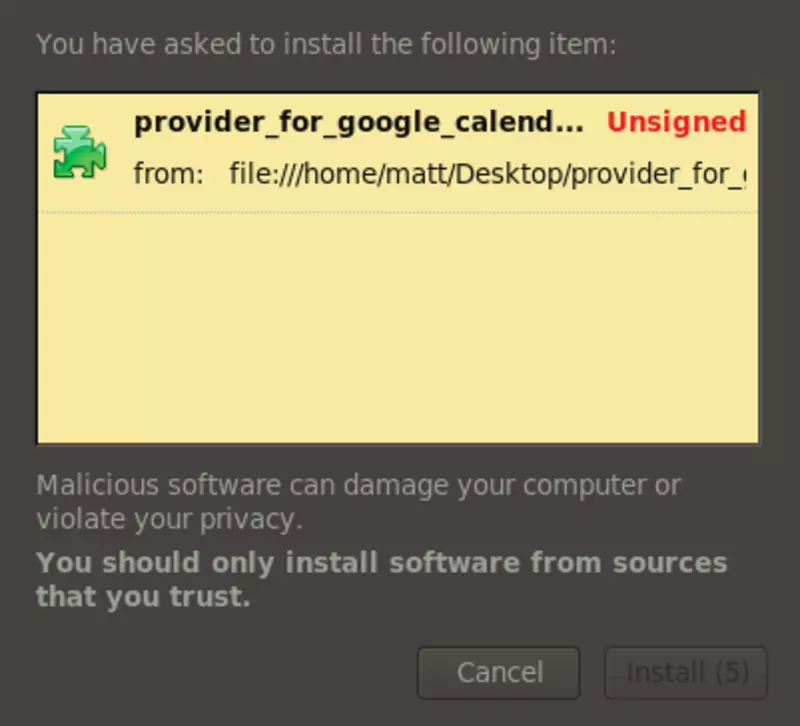 You have asked to install the following item:
provider_for_google_calend... Unsigned
from: file:///home/matt/Desktop/provider_for_
Malicious software can damage your computer or
violate your privacy.
You should only install software from sources
that you trust.
Cancel Install (5)